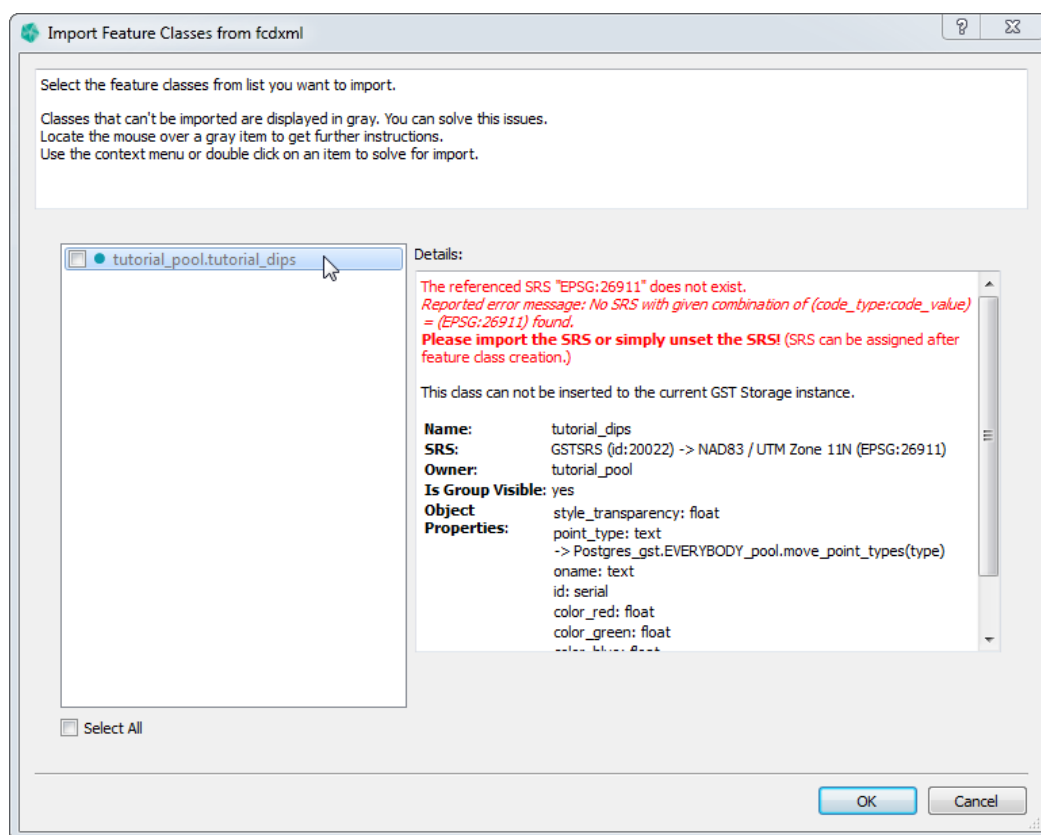 Import Feature Classes from fcdxml
Select the feature classes from list you want to import.
Classes that can't be imported are displayed in gray. You can solve this issues.
Locate the mouse over a gray item to get further instructions.
Use the context menu or double click on an item to solve for import.
tutorial_pool.tutorial_dips
Select All
Details:
The referenced SRS "EPSG:26911" does not exist.
Reported error message: No SRS with given combination of (code_type:code_value)
= (EPSG:26911) found.
Please import the SRS or simply unset the SRS! (SRS can be assigned after
feature class creation.)
This class can not be inserted to the current GST Storage instance.
Name: tutorial_dips
SRS: GSTSRS (id:20022) -> NAD83 / UTM Zone 11N (EPSG:26911)
Owner: tutorial_pool
Is Group Visible: yes
Object Properties: style_transparency: float
point_type: text
-> Postgres_gst.EVERYBODY_pool.move_point_types(type)
oname: text
id: serial
color_red: float
color_green: float
color_blue: float
OK Cancel